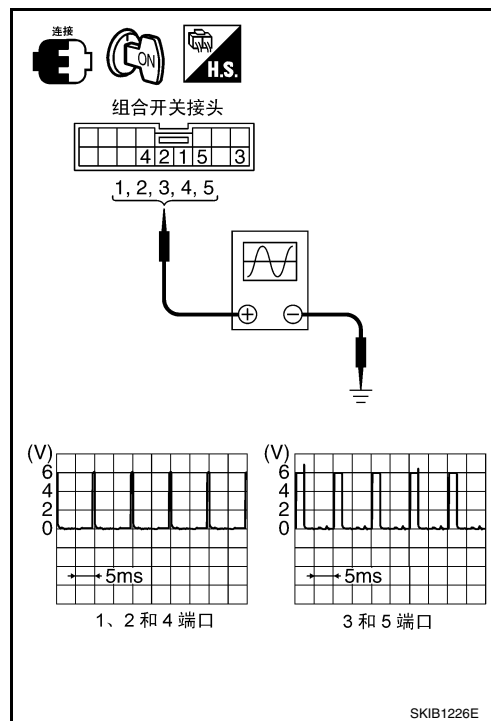 连接
ON
H.S.
组合开关接头
4 2 1 5 3
1, 2, 3, 4, 5
(V)
6
4
2
0
5ms
1、2 和 4 端口
(V)
6
4
2
0
5ms
3 和 5 端口
SKIB1226E